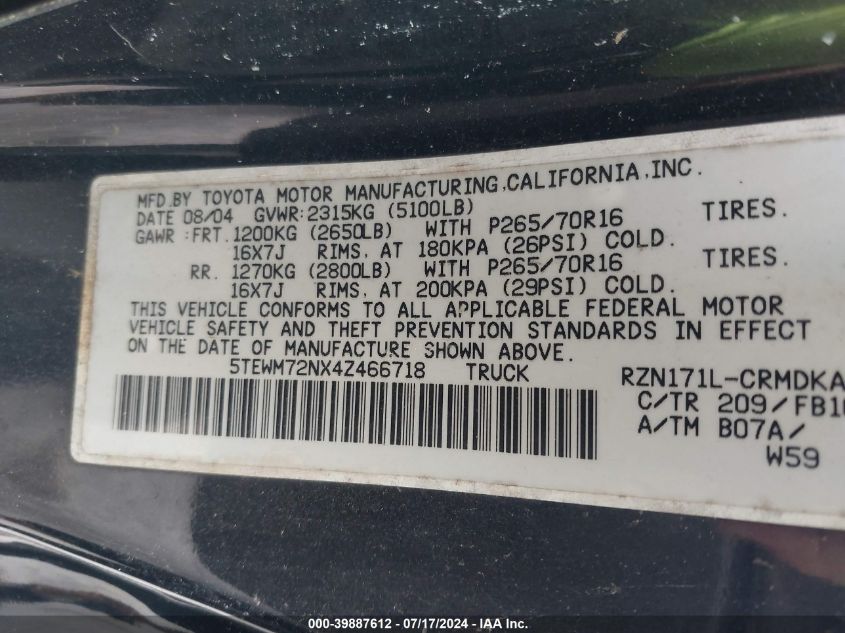 MFD.BY TOYOTA MOTOR MANUFACTURING,CALIFORNIA,INC.
DATE 08/04 GVWR:2315KG (5100LB)
GAWR :FRT. 1200KG (2650LB) WITH P265/70R16 TIRES.
16X7J RIMS, AT 180KPA (26PSI) COLD.
RR. 1270KG (2800LB) WITH P265/70R16 TIRES.
16X7J RIMS, AT 200KPA (29PSI) COLD.
THIS VEHICLE CONFORMS TO ALL APPLICABLE FEDERAL MOTOR
VEHICLE SAFETY AND THEFT PREVENTION STANDARDS IN EFFECT
ON THE DATE OF MANUFACTURE SHOWN ABOVE.
5TEWM72NX4Z466718 TRUCK RZN171L-CRMDKA
C/TR 209/FB10
A/TM B07A/
W59
000-39887612 - 07/17/2024 - IAA Inc.